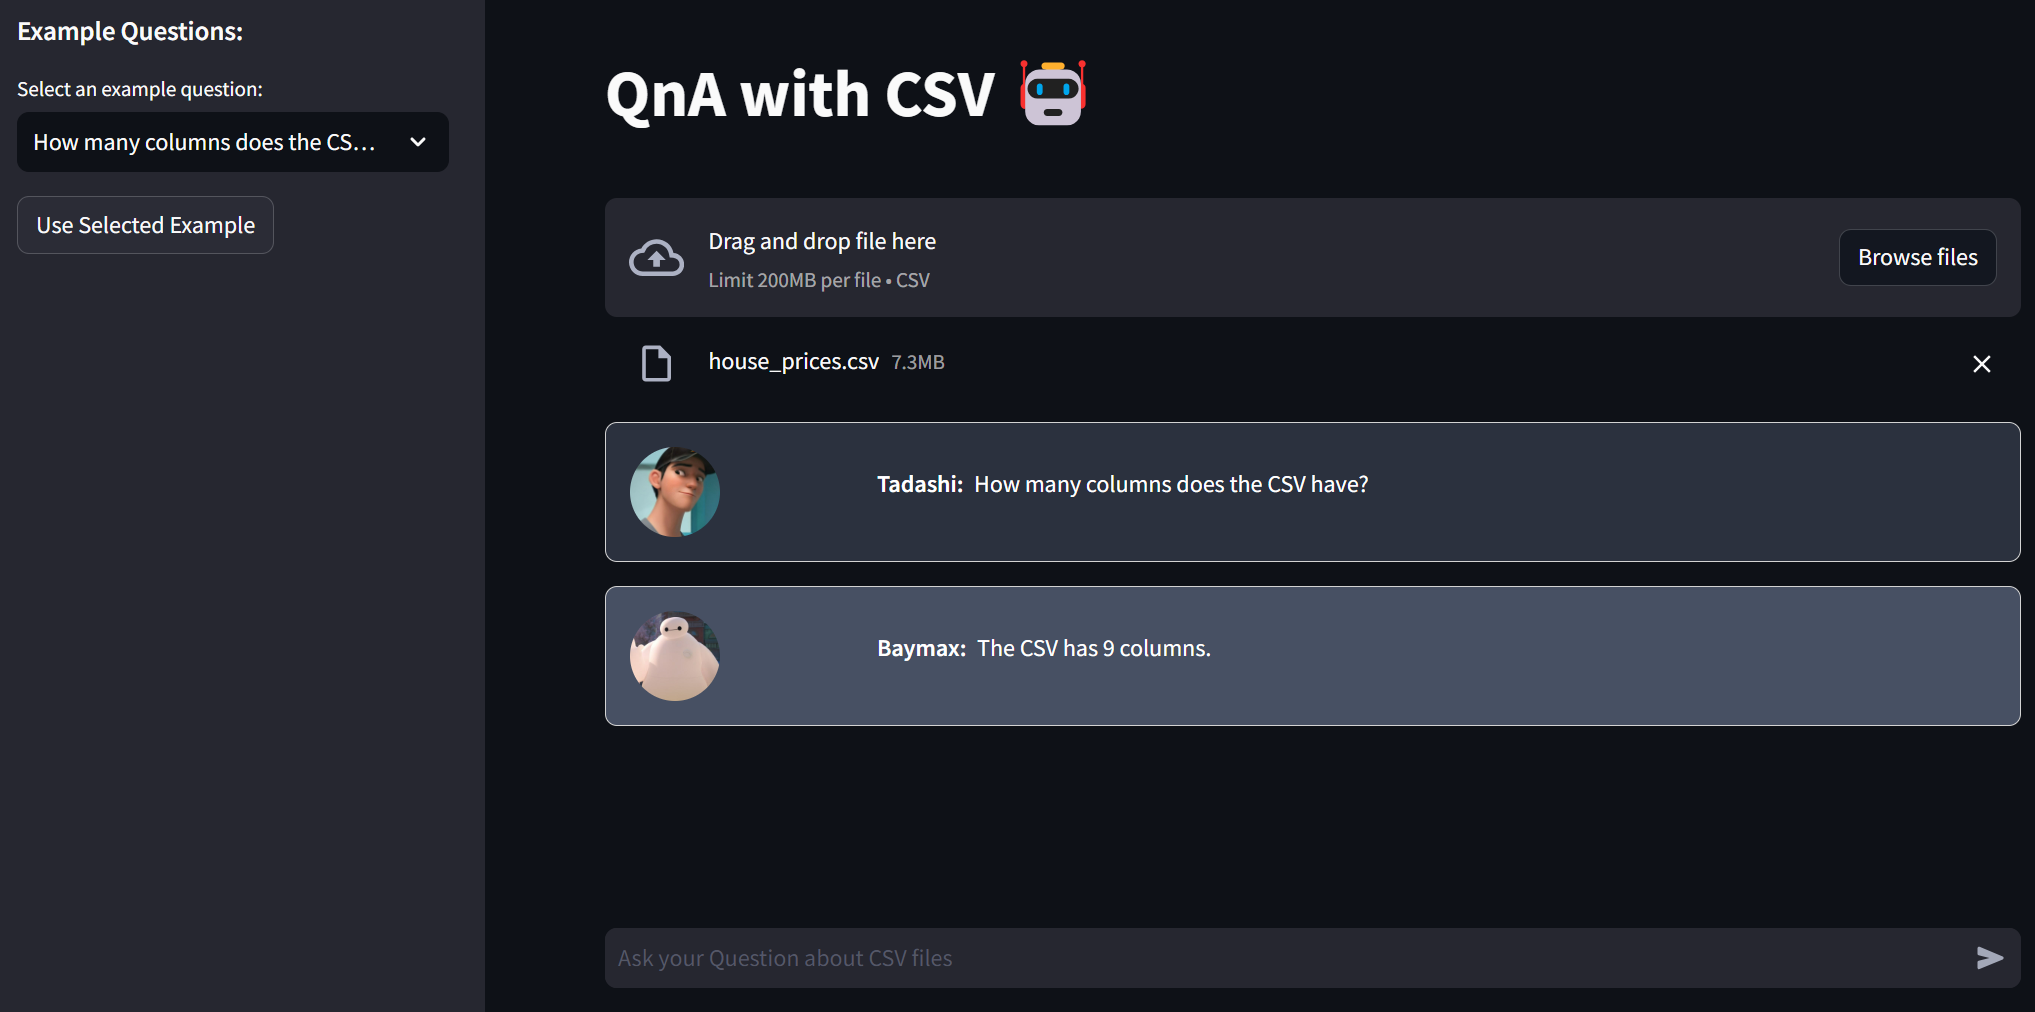 Example Questions:
Select an example question:
How many columns does the CS...
Use Selected Example
QnA with CSV
Drag and drop file here
Limit 200MB per file • CSV
Browse files
house_prices.csv 7.3MB
Tadashi: How many columns does the CSV have?
Baymax: The CSV has 9 columns.
Ask your Question about CSV files